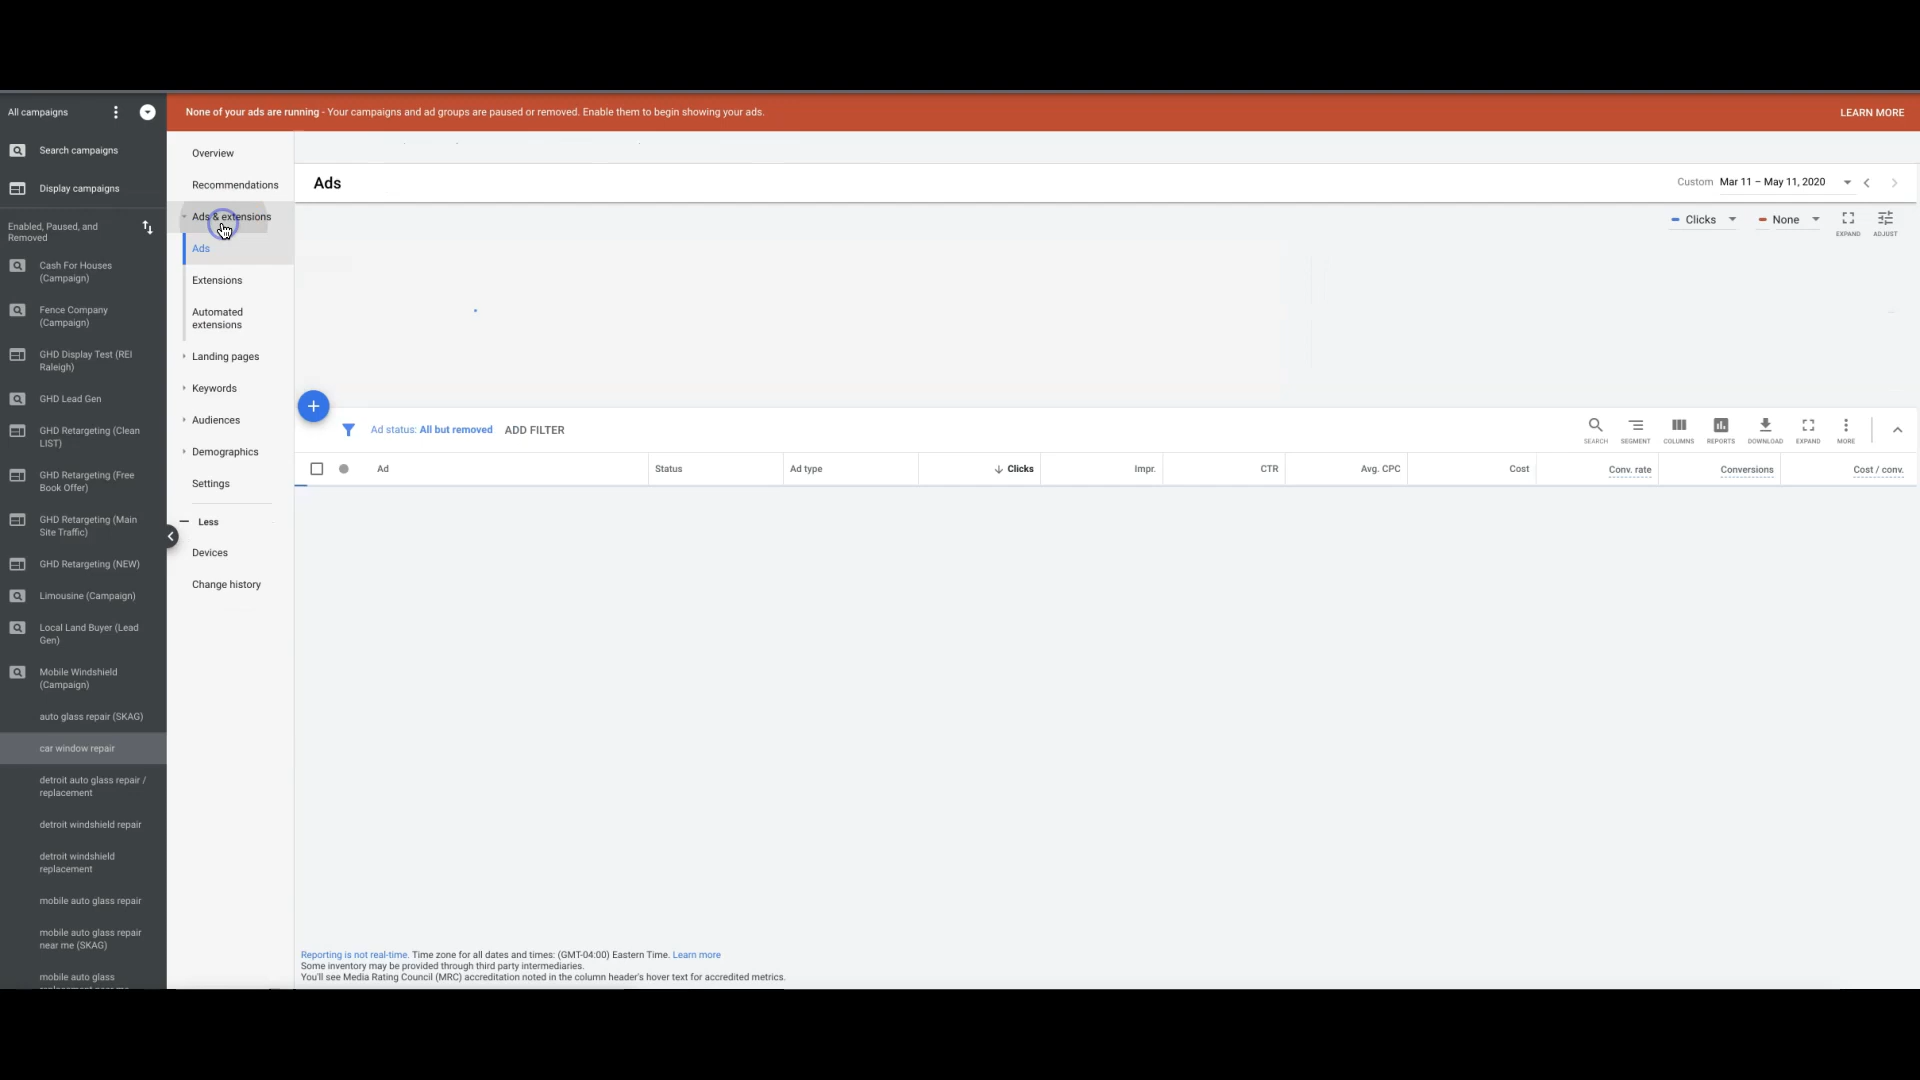 All campaigns
None of your ads are running - Your campaigns and ad groups are paused or removed. Enable them to begin showing your ads.
LEARN MORE
Search campaigns
Display campaigns
Enabled, Paused, and
Removed
Cash For Houses
(Campaign)
Fence Company
(Campaign)
GHD Display Test (REI
Raleigh)
GHD Lead Gen
GHD Retargeting (Clean
LIST)
GHD Retargeting (Free
Book Offer)
GHD Retargeting (Main
Site Traffic)
GHD Retargeting (NEW)
Limousine (Campaign)
Local Land Buyer (Lead
Gen)
Mobile Windshield
(Campaign)
auto glass repair (SKAG)
car window repair
detroit auto glass repair /
replacement
detroit windshield repair
detroit windshield
replacement
mobile auto glass repair
mobile auto glass repair
near me (SKAG)
mobile auto glass
Overview
Recommendations
Ads & extensions
Ads
Extensions
Automated
extensions
Landing pages
Keywords
Audiences
Demographics
Settings
Less
Devices
Change history
Ads
Custom Mar 11 – May 11, 2020
Clicks
None
EXPAND
ADJUST
Ad status: All but removed
ADD FILTER
SEARCH
SEGMENT
COLUMNS
REPORTS
DOWNLOAD
EXPAND
MORE
Ad
Status
Ad type
Clicks
Impr.
CTR
Avg. CPC
Cost
Conv. rate
Conversions
Cost / conv.
Reporting is not real-time. Time zone for all dates and times: (GMT-04:00) Eastern Time. Learn more
Some inventory may be provided through third party intermediaries.
You'll see Media Rating Council (MRC) accreditation noted in the column header's hover text for accredited metrics.